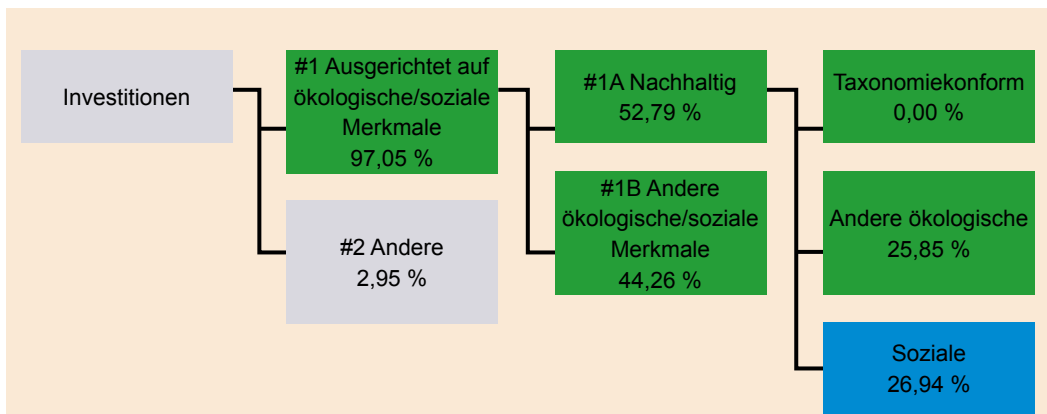 Investitionen
#1 Ausgerichtet auf
ökologische/soziale
Merkmale
97,05 %
#2 Andere
2,95 %
#1A Nachhaltig
52,79 %
#1B Andere
ökologische/soziale
Merkmale
44,26 %
Taxonomiekonform
0,00 %
Andere ökologische
25,85 %
Soziale
26,94 %